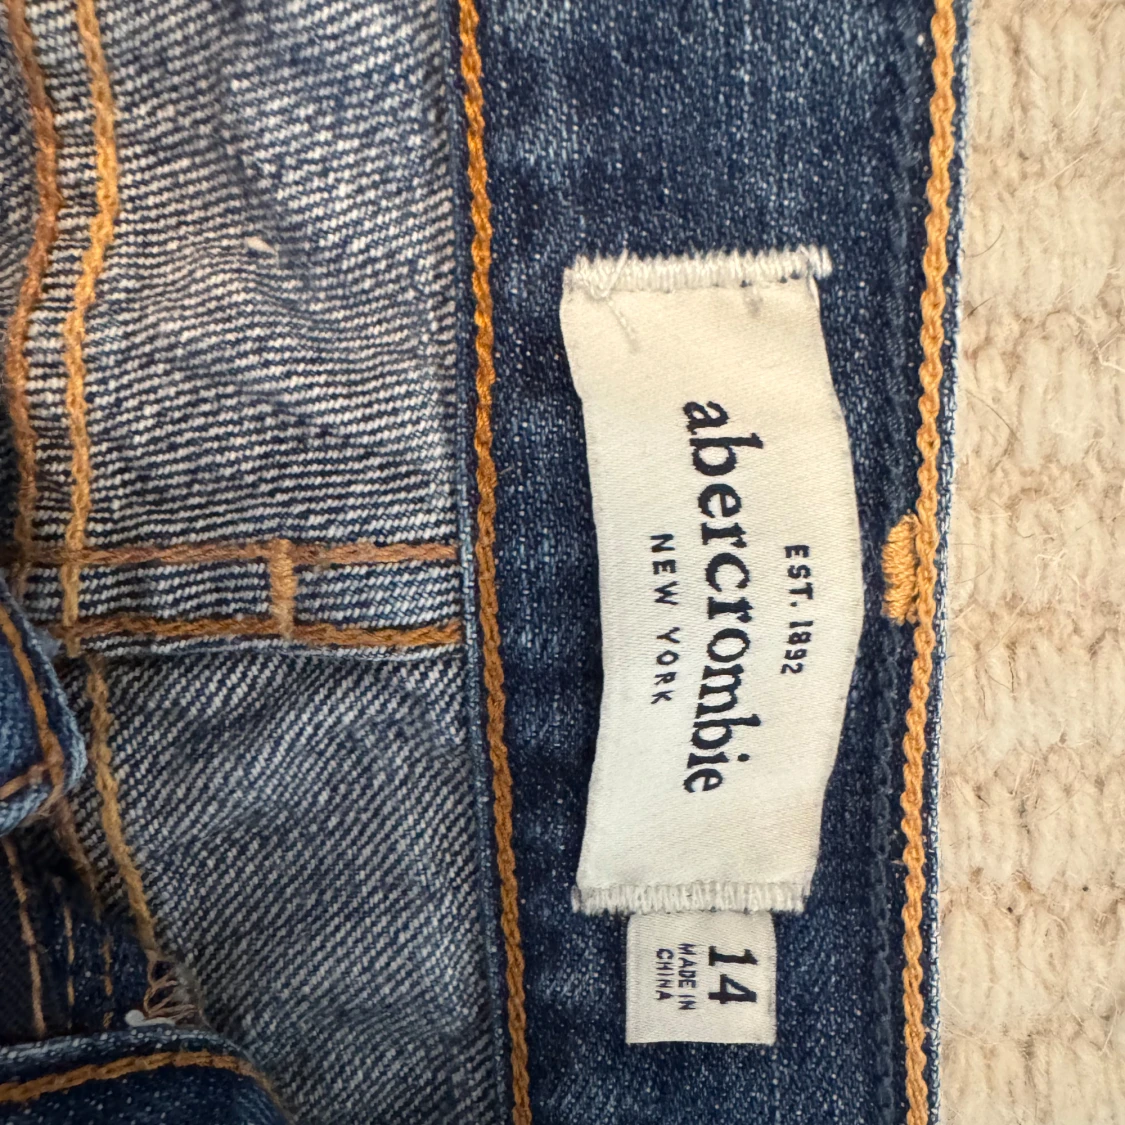 EST. 1892
abercrombie
NEW YORK
14
MADE IN
CHINA